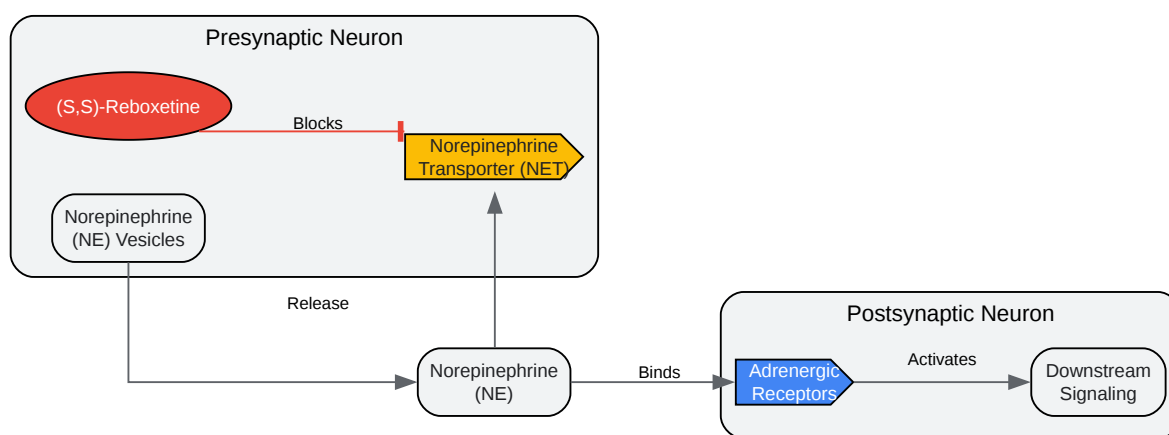 Presynaptic Neuron
(S,S)-Reboxetine
Blocks
Norepinephrine
Transporter (NET)
Norepinephrine
(NE) Vesicles
Release
Norepinephrine
(NE)
Binds
Postsynaptic Neuron
Adrenergic
Receptors
Activates
Downstream
Signaling